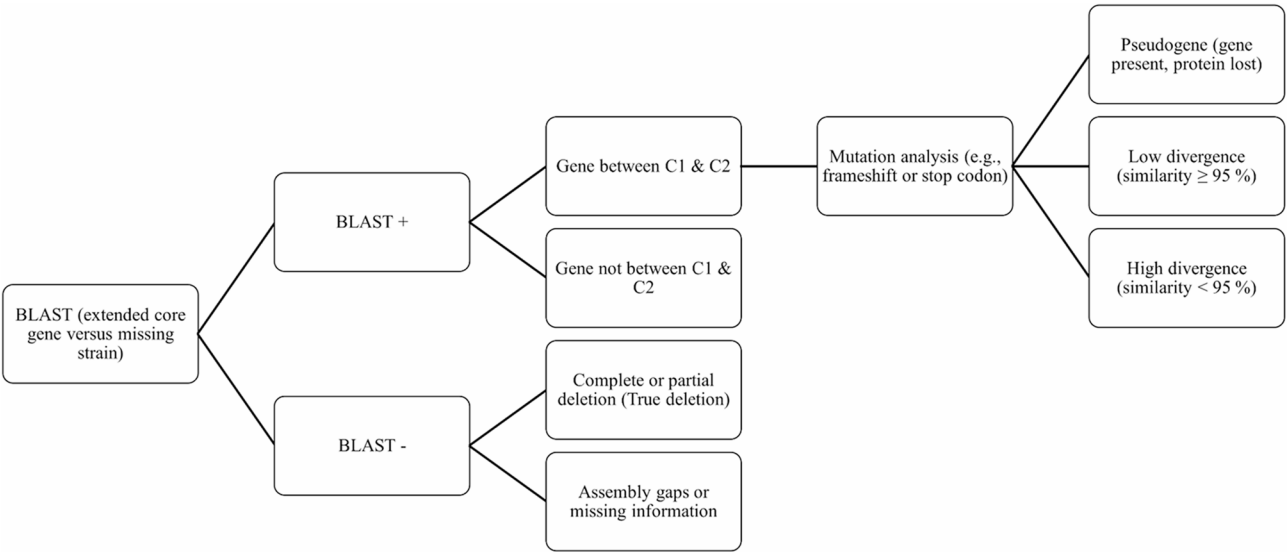 BLAST (extended core
gene versus missing
strain)
BLAST +
BLAST -
Gene between C1 & C2
Gene not between C1 &
C2
Complete or partial
deletion (True deletion)
Assembly gaps or
missing information
Mutation analysis (e.g.,
frameshift or stop codon)
Pseudogene (gene
present, protein lost)
Low divergence
(similarity ≥ 95 %)
High divergence
(similarity < 95 %)